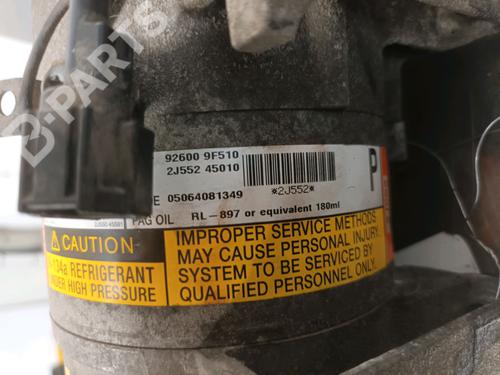 B-PARTS
92600 9F510
2J552 45010
E 05064081349
*2J552*
P
PAG OIL RL-897 or equivalent 180ml
CAUTION
-134a REFRIGERANT
UNDER HIGH PRESSURE
IMPROPER SERVICE METHODS
MAY CAUSE PERSONAL INJURY.
SYSTEM TO BE SERVICED BY
QUALIFIED PERSONNEL ONLY.